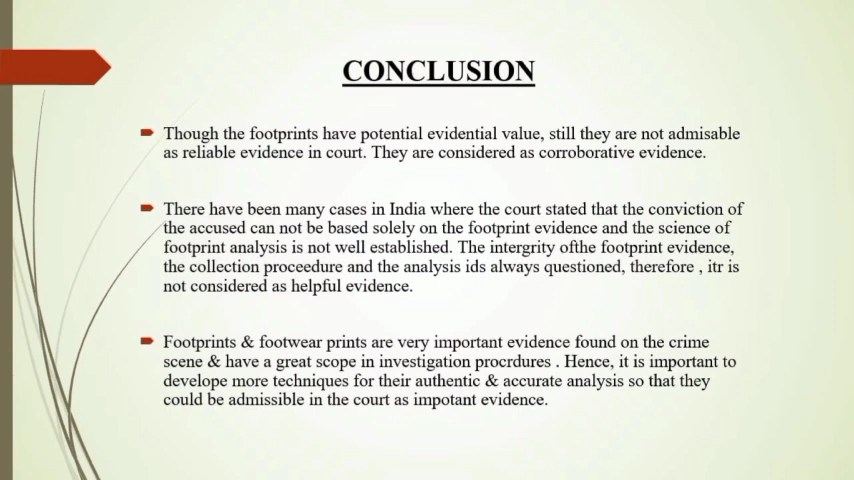 CONCLUSION
Though the footprints have potential evidential value, still they are not admisable
as reliable evidence in court. They are considered as corroborative evidence.
There have been many cases in India where the court stated that the conviction of
the accused can not be based solely on the footprint evidence and the science of
footprint analysis is not well established. The intergrity ofthe footprint evidence,
the collection proceedure and the analysis ids always questioned, therefore , itr is
not considered as helpful evidence.
Footprints & footwear prints are very important evidence found on the crime
scene & have a great scope in investigation procrdures . Hence, it is important to
develope more techniques for their authentic & accurate analysis so that they
could be admissible in the court as impotant evidence.